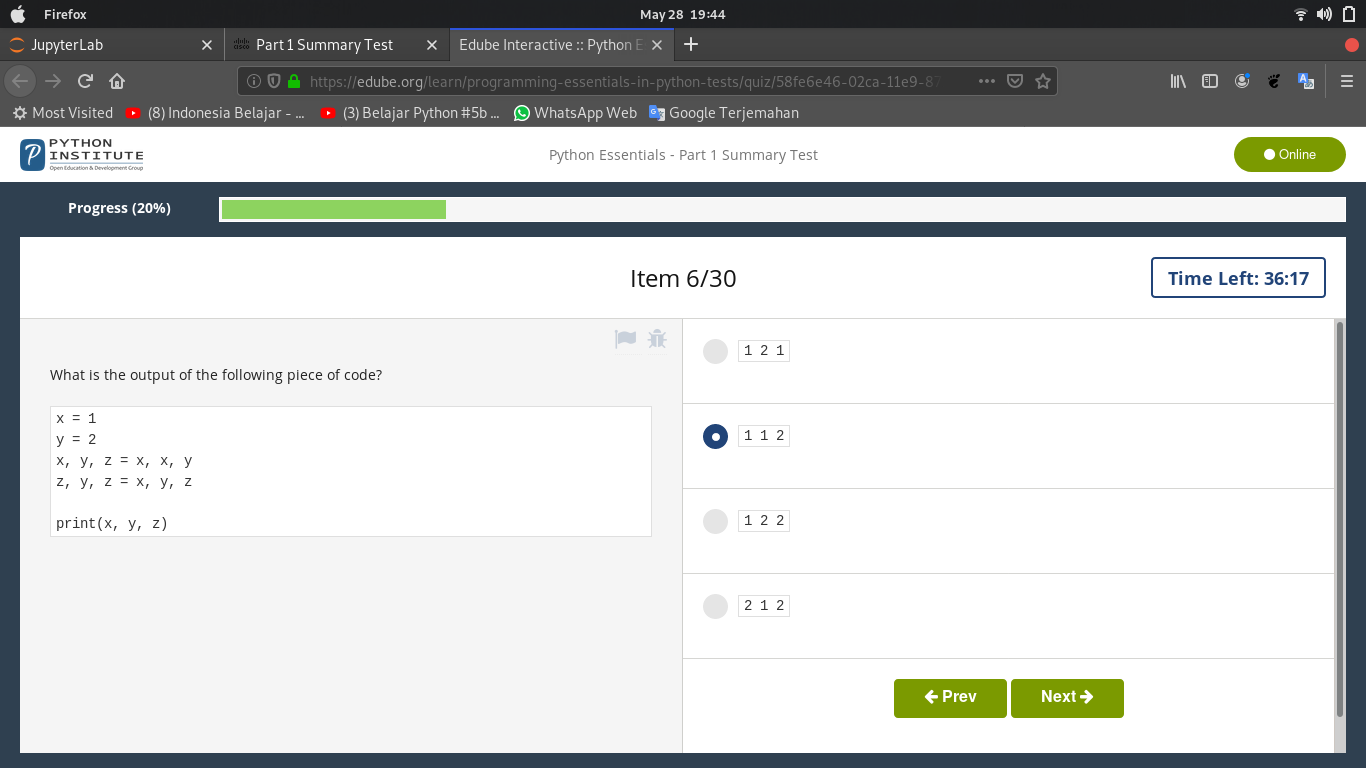 Firefox
May 28 19:44
JupyterLab
Part 1 Summary Test
Edube Interactive :: Python E
https://edube.org/learn/programming-essentials-in-python-tests/quiz/58fe6e46-02ca-11e9-87
Most Visited
(8) Indonesia Belajar - ...
(3) Belajar Python #5b ...
WhatsApp Web
Google Terjemahan
PYTHON
INSTITUTE
Open Education & Development Group
Python Essentials - Part 1 Summary Test
Online
Progress (20%)
Item 6/30
Time Left: 36:17
What is the output of the following piece of code?
x = 1
y = 2
x, y, z = x, x, y
z, y, z = x, y, z
print(x, y, z)
1 2 1
1 1 2
1 2 2
2 1 2
Prev
Next